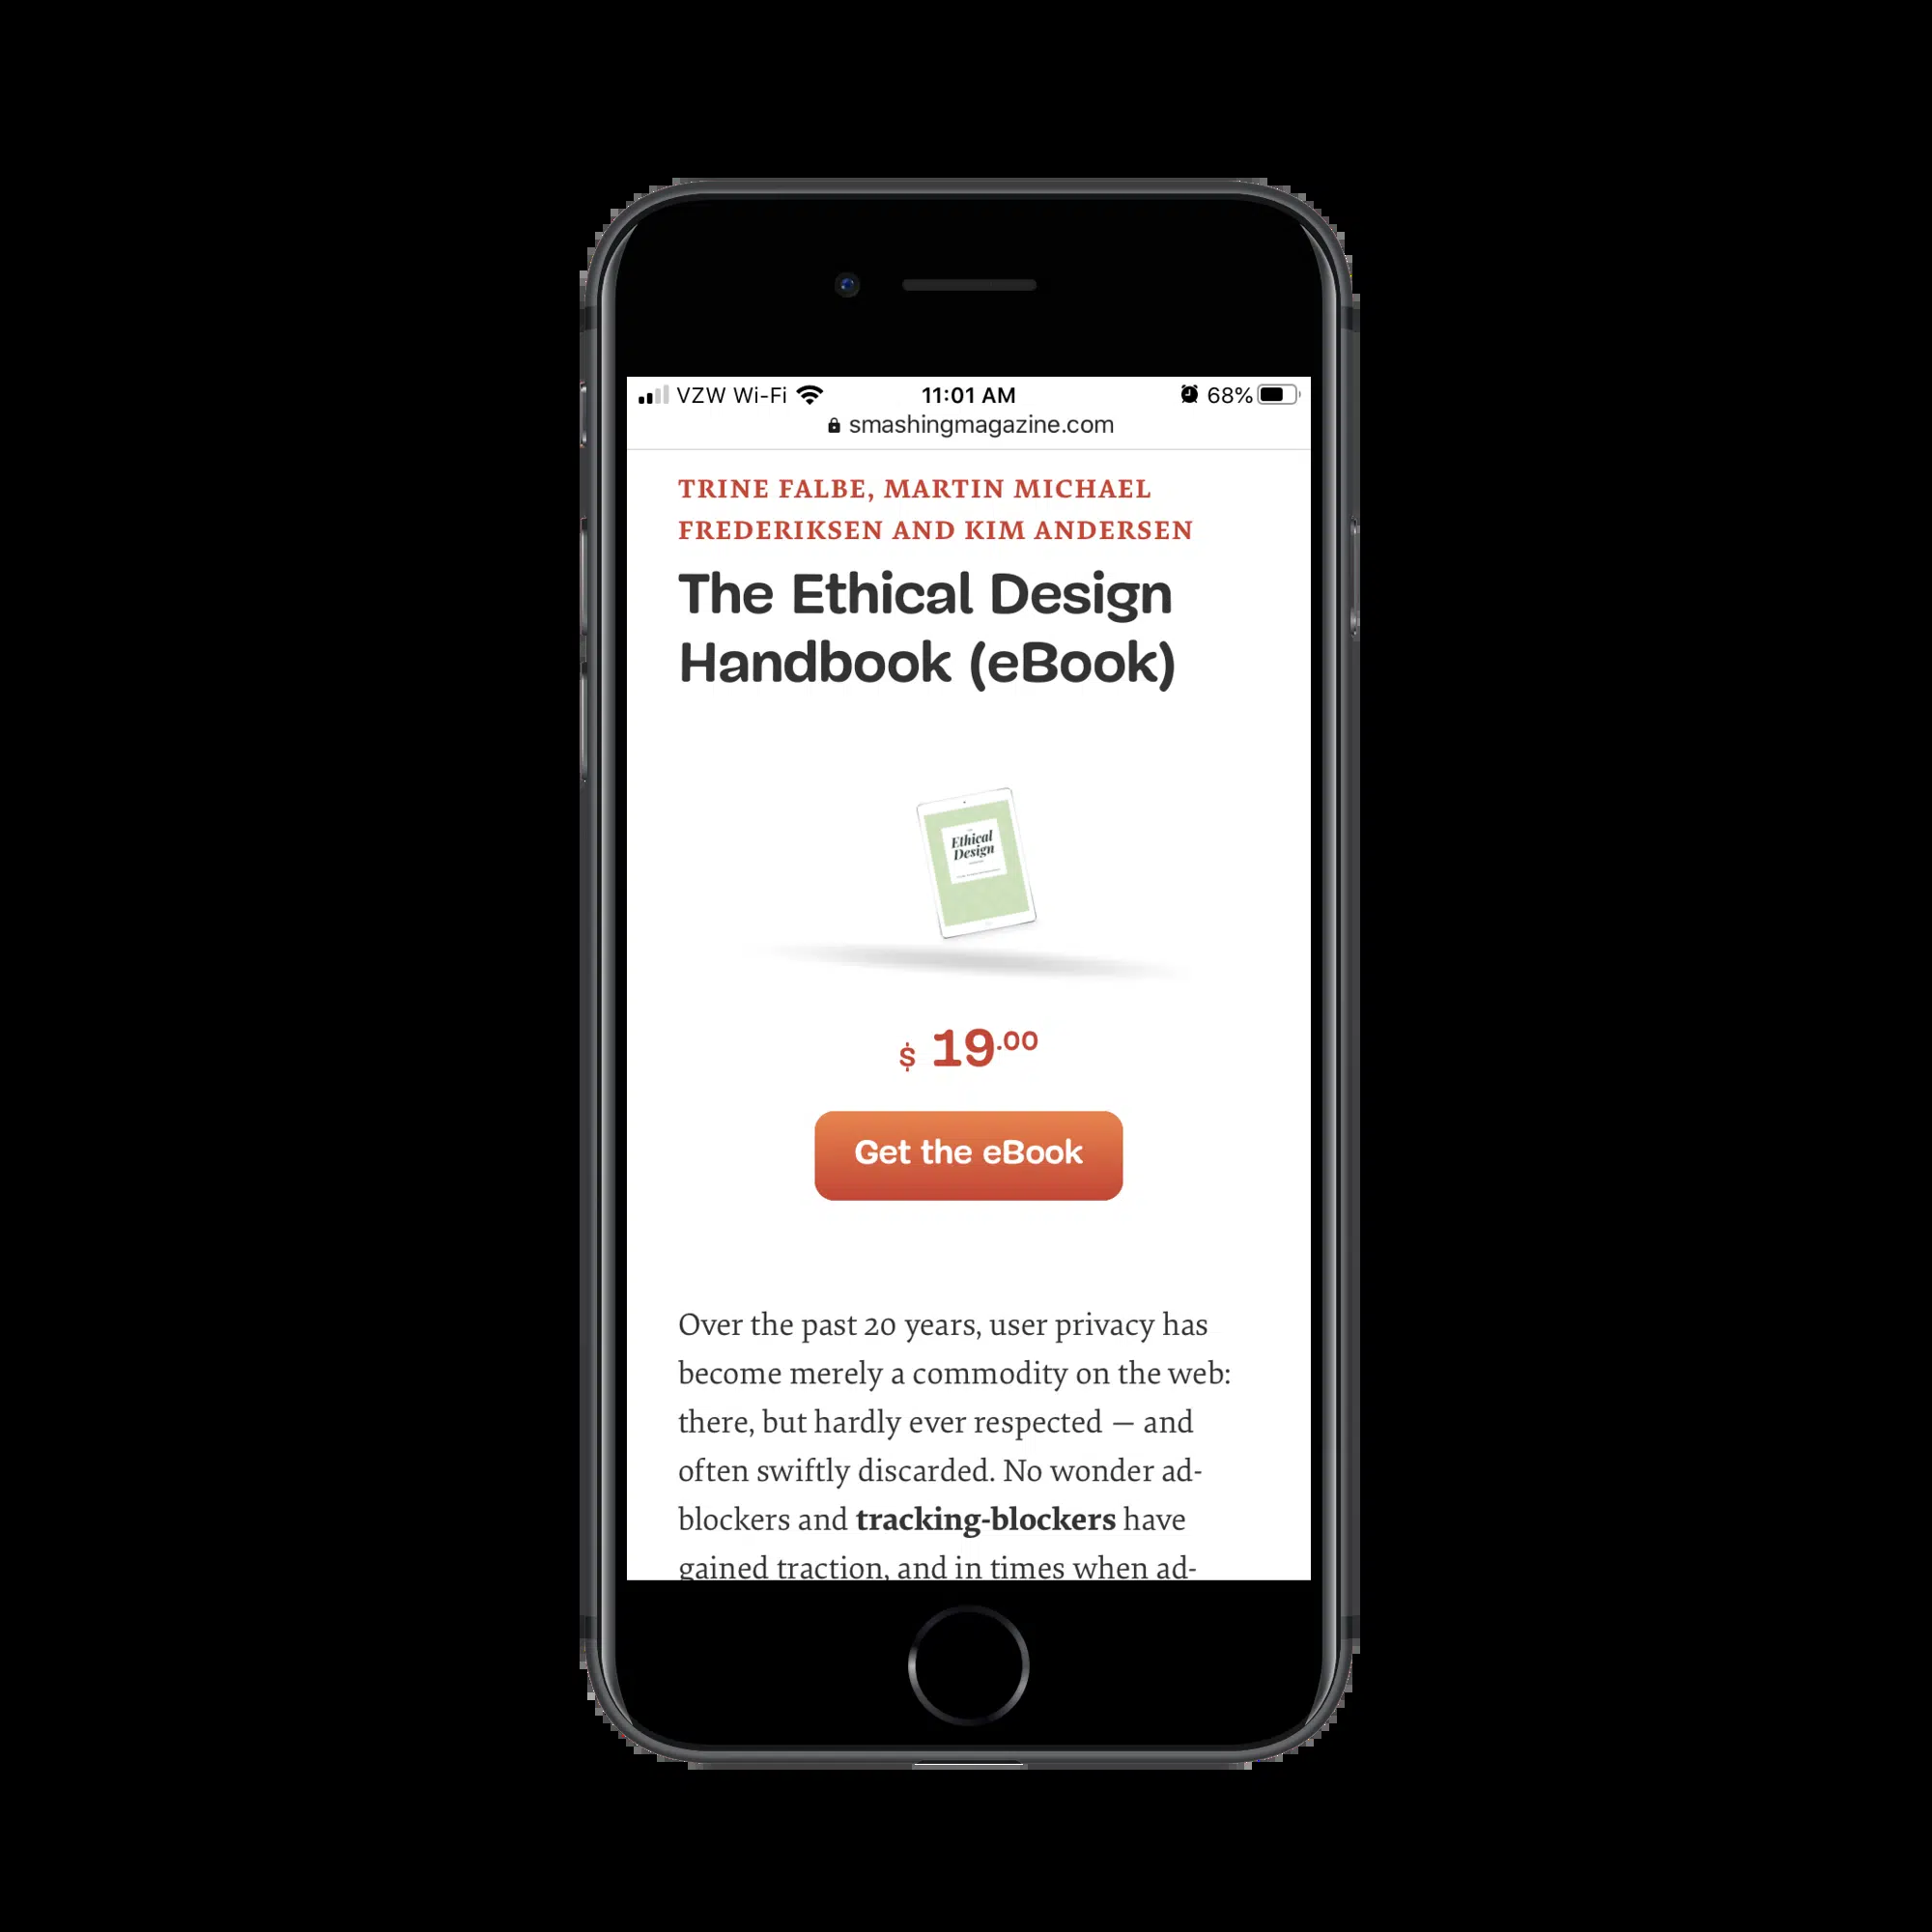 VZW Wi-Fi 11:01 AM 68%
smashingmagazine.com
TRINE FALBE, MARTIN MICHAEL
FREDERIKSEN AND KIM ANDERSEN
The Ethical Design
Handbook (eBook)
Ethical
Design
$ 19.00
Get the eBook
Over the past 20 years, user privacy has
become merely a commodity on the web:
there, but hardly ever respected — and
often swiftly discarded. No wonder ad-
blockers and tracking-blockers have
gained traction, and in times when ad-